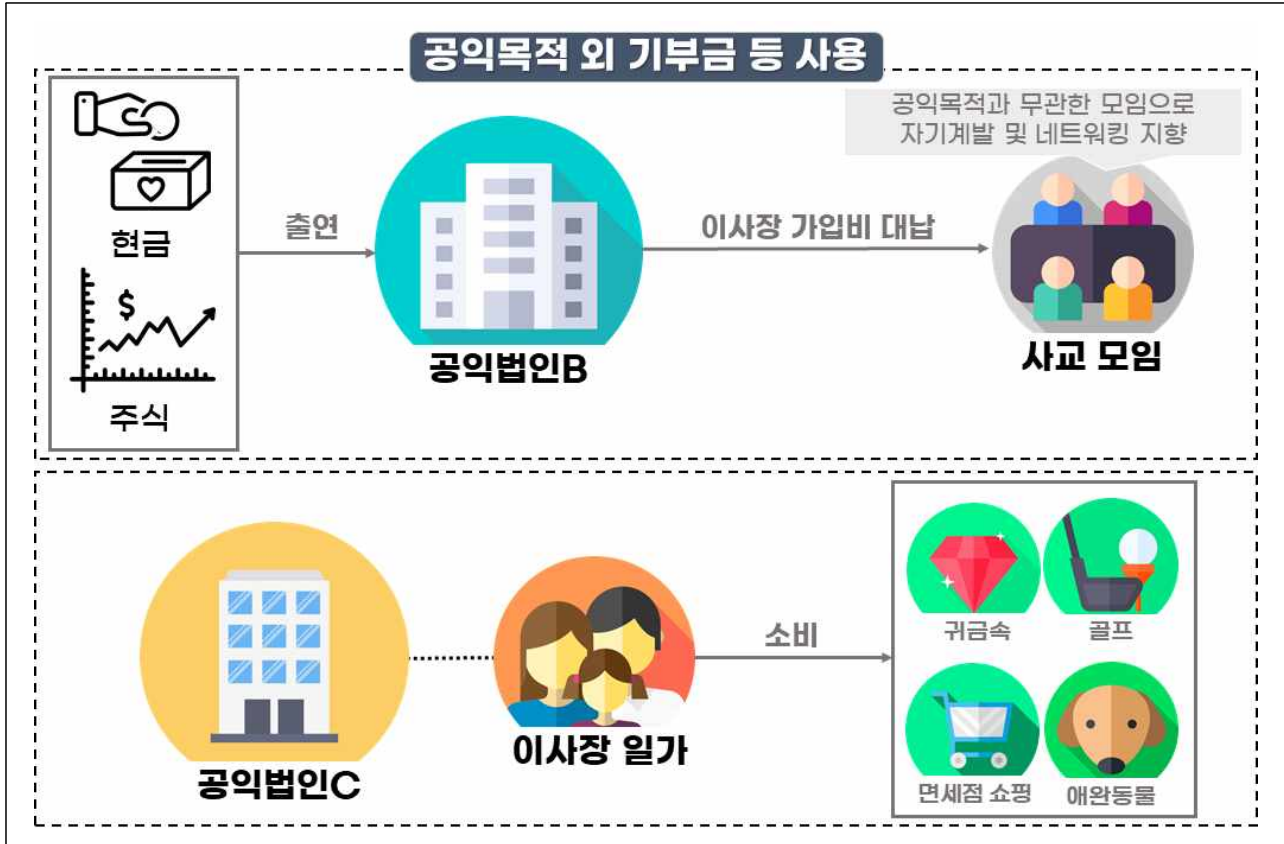 공익목적 외 기부금 등 사용
공익목적과 무관한 모임으로
자기계발 및 네트워킹 지향
현금
$
주식
출연
공익법인B
이사장 가입비 대납
사교 모임
공익법인C
이사장 일가
소비
귀금속
골프
면세점 쇼핑
애완동물